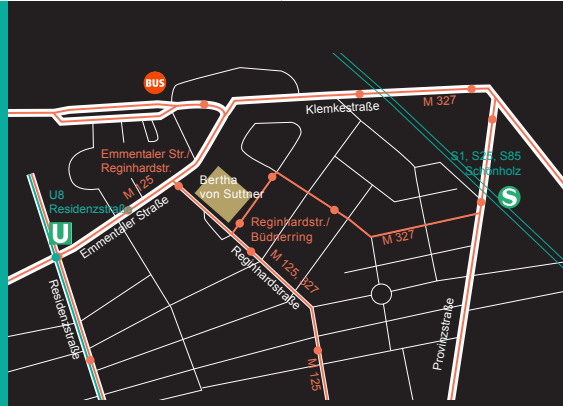 BUS
Klemkestraße
M 327
Emmentaler Str./
Reginhardstr.
M 125
S1, S25, S85
Schönholz
S
Bertha
von Suttner
U8
Residenzstraße
U
Emmentaler Straße
Reginhardstr./
Büdnerring
M 327
M 125, 327
Reginhardstraße
Residenzstraße
Provinzstraße
M 125